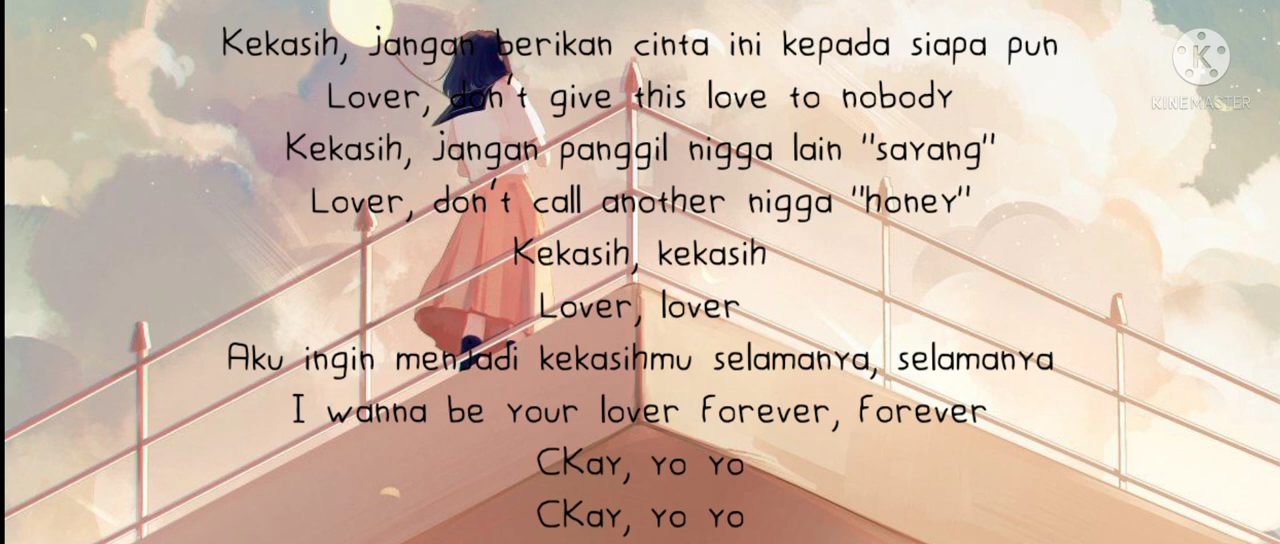 Kekasih, jangan berikan cinta ini kepada siapa pun
Lover, don't give this love to nobody
Kekasih, jangan panggil nigga lain "sayang"
Lover, don't call another nigga "honey"
Kekasih, kekasih
Lover, lover
Aku ingin menjadi kekasihmu selamanya, selamanya
I wanna be your lover forever, forever
CKay, yo yo
CKay, yo yo
K
KINEMASTER